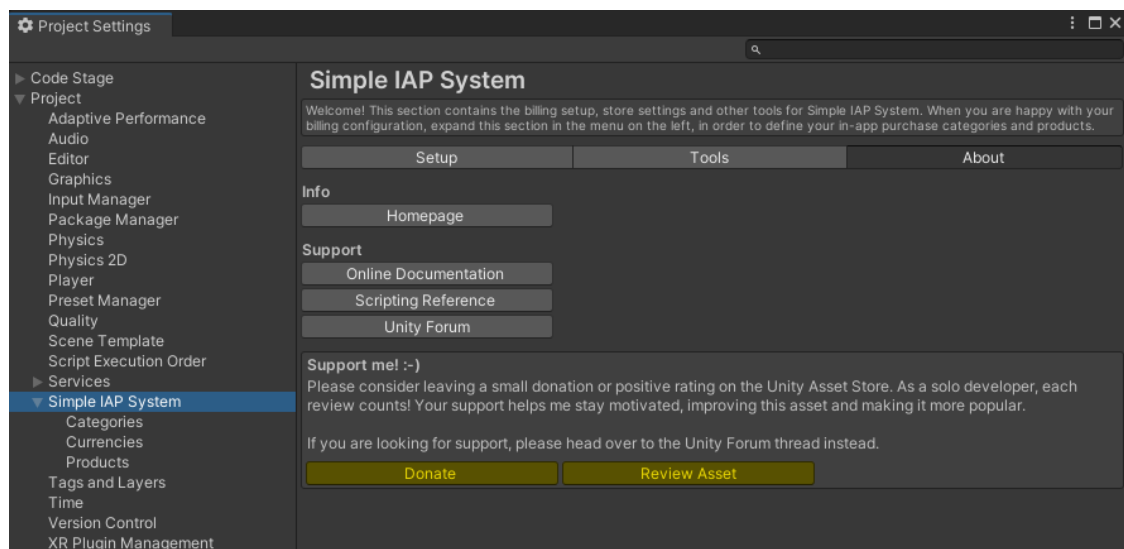 Project Settings
Code Stage
Project
Adaptive Performance
Audio
Editor
Graphics
Input Manager
Package Manager
Physics
Physics 2D
Player
Preset Manager
Quality
Scene Template
Script Execution Order
Services
Simple IAP System
Categories
Currencies
Products
Tags and Layers
Time
Version Control
XR Plugin Management
Simple IAP System
Welcome! This section contains the billing setup, store settings and other tools for Simple IAP System. When you are happy with your
billing configuration, expand this section in the menu on the left, in order to define your in-app purchase categories and products.
Setup
Tools
About
Info
Homepage
Support
Online Documentation
Scripting Reference
Unity Forum
Support me! :-)
Please consider leaving a small donation or positive rating on the Unity Asset Store. As a solo developer, each
review counts! Your support helps me stay motivated, improving this asset and making it more popular.
If you are looking for support, please head over to the Unity Forum thread instead.
Donate
Review Asset